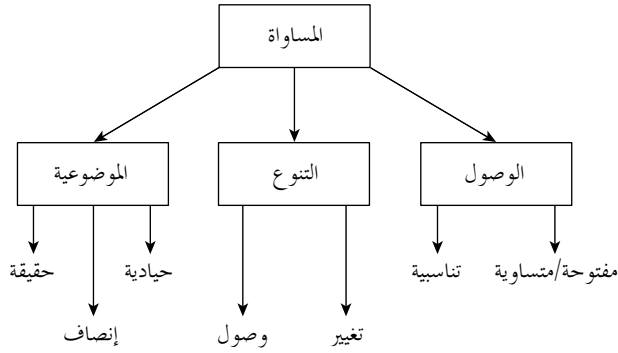 المساواة
الوصول
التنوع
الموضوعية
مفتوحة/متساوية
تناسبية
تغيير
وصول
حيادية
إنصاف
حقيقة